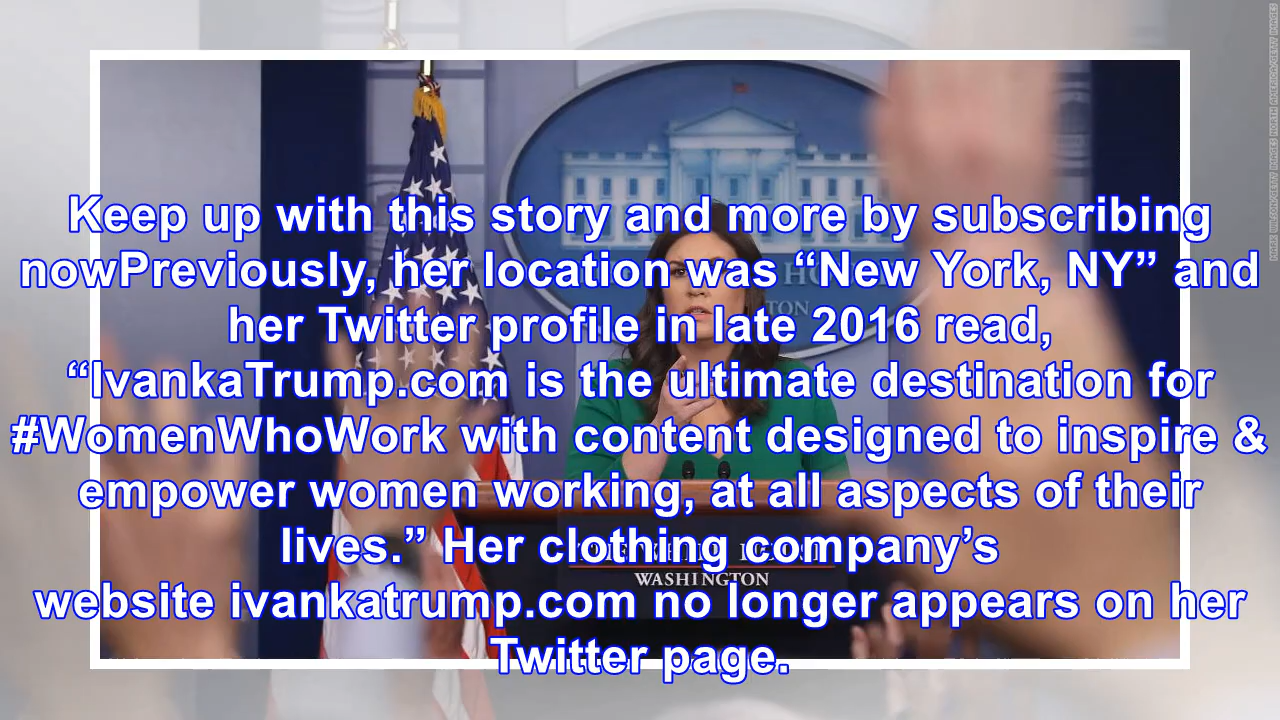 Keep up with this story and more by subscribing
nowPreviously, her location was “New York, NY” and
her Twitter profile in late 2016 read,
“IvankaTrump.com is the ultimate destination for
#WomenWhoWork with content designed to inspire &
empower women working, at all aspects of their
lives.” Her clothing company’s
website ivankatrump.com no longer appears on her
Twitter page.
WASHINGTON